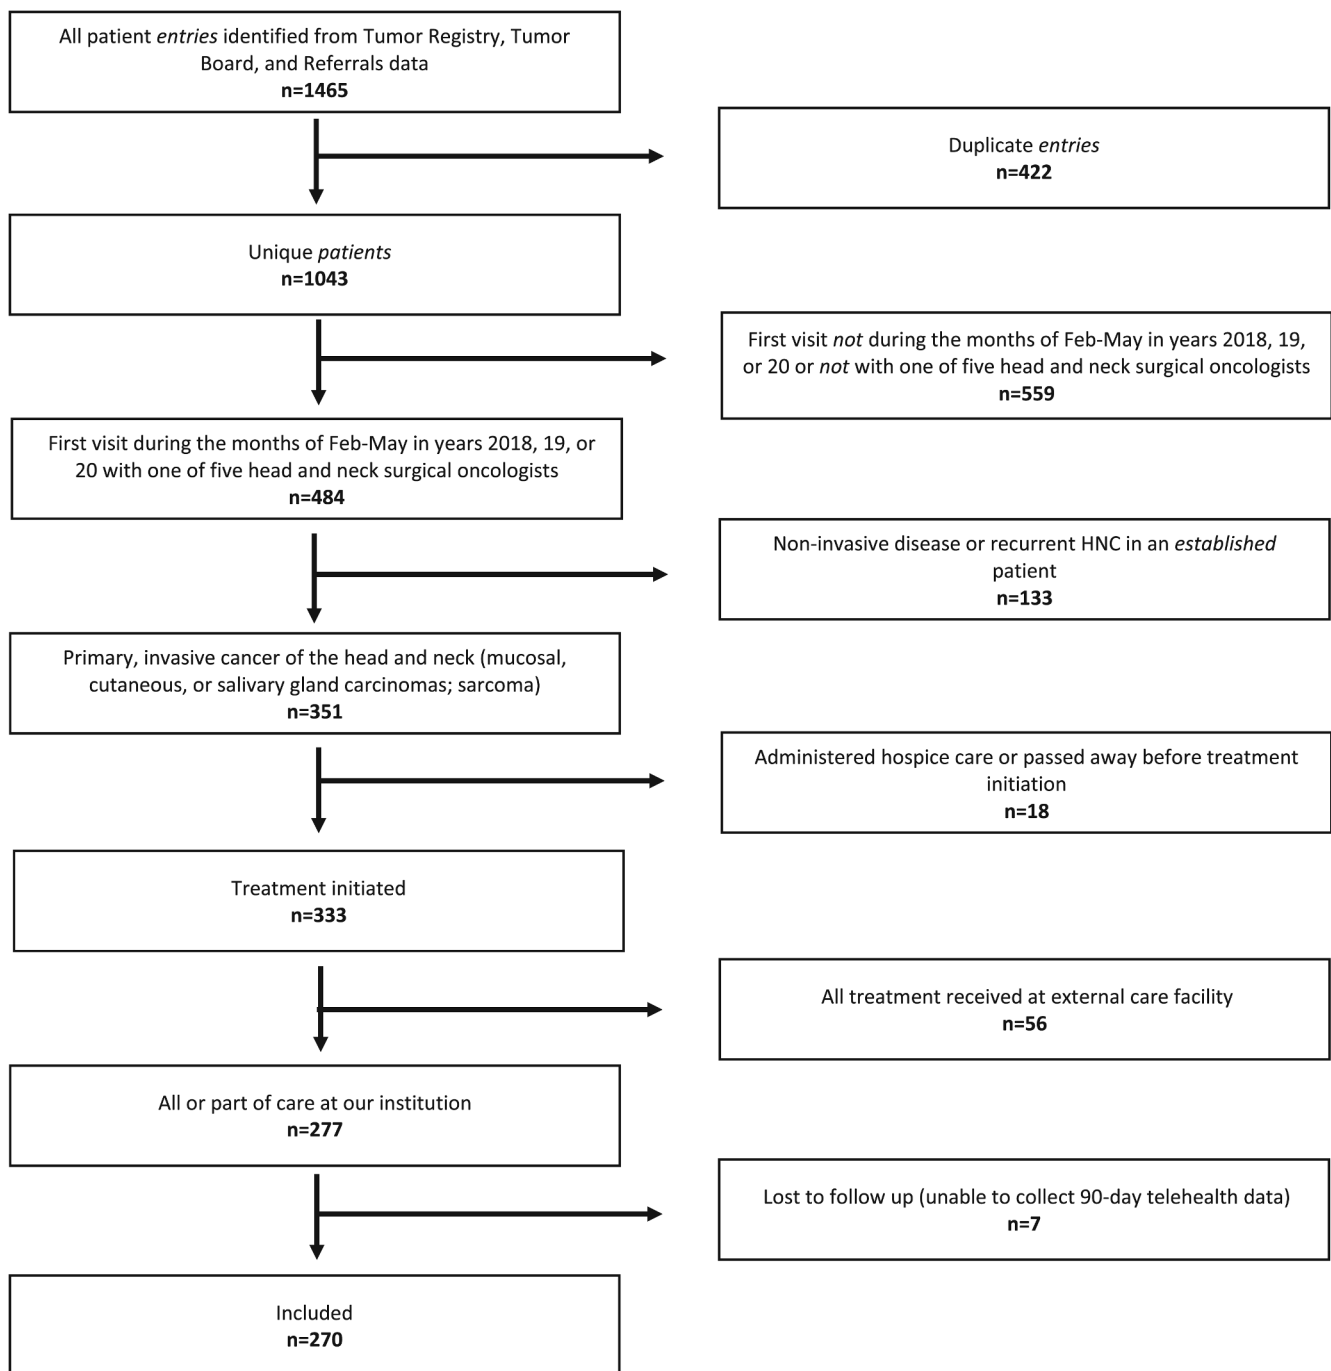 All patient entries identified from Tumor Registry, Tumor
Board, and Referrals data
n=1465
Duplicate entries
n=422
Unique patients
n=1043
First visit not during the months of Feb-May in years 2018, 19,
or 20 or not with one of five head and neck surgical oncologists
n=559
First visit during the months of Feb-May in years 2018, 19, or
20 with one of five head and neck surgical oncologists
n=484
Non-invasive disease or recurrent HNC in an established
patient
n=133
Primary, invasive cancer of the head and neck (mucosal,
cutaneous, or salivary gland carcinomas; sarcoma)
n=351
Administered hospice care or passed away before treatment
initiation
n=18
Treatment initiated
n=333
All treatment received at external care facility
n=56
All or part of care at our institution
n=277
Lost to follow up (unable to collect 90-day telehealth data)
n=7
Included
n=270